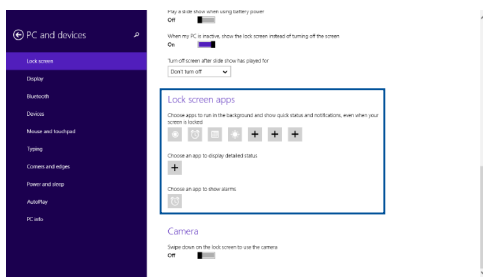 PC and devices
Lock screen
Display
Bluetooth
Devices
Mouse and touchpad
Typing
Corners and edges
Power and sleep
AutoPlay
PC info
Play a slide show when using battery power
Off
When my PC is inactive, show the lock screen instead of turning off the screen
On
Turn off screen after slide show has played for
Don't turn off
Lock screen apps
Choose apps to run in the background and show quick status and notifications, even when your
screen is locked
Choose an app to display detailed status
Choose an app to show alarms
Camera
Swipe down on the lock screen to use the camera
Off